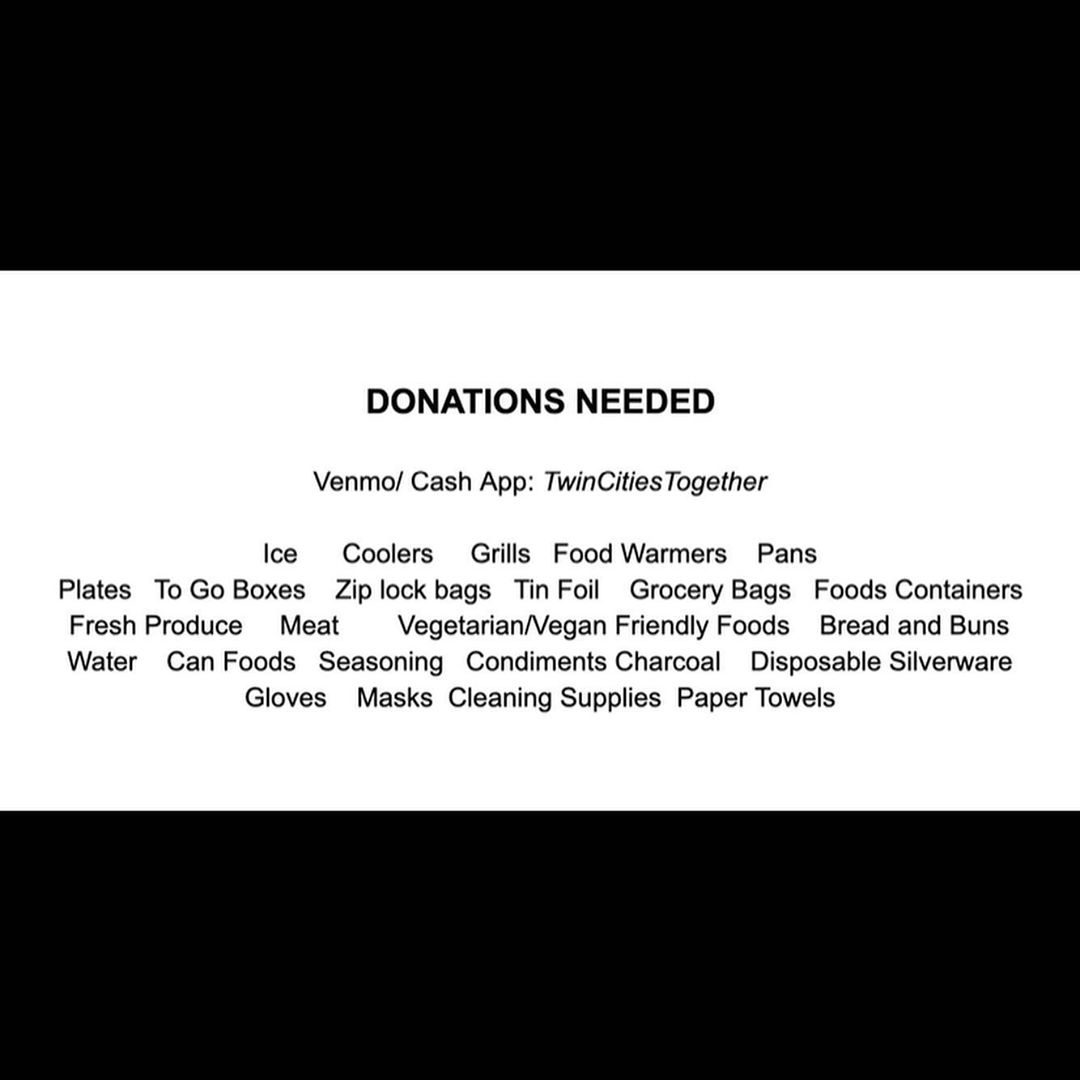 DONATIONS NEEDED
Venmo/ Cash App: TwinCitiesTogether
Ice Coolers Grills Food Warmers Pans
Plates To Go Boxes Zip lock bags Tin Foil Grocery Bags Foods Containers
Fresh Produce Meat Vegetarian/Vegan Friendly Foods Bread and Buns
Water Can Foods Seasoning Condiments Charcoal Disposable Silverware
Gloves Masks Cleaning Supplies Paper Towels